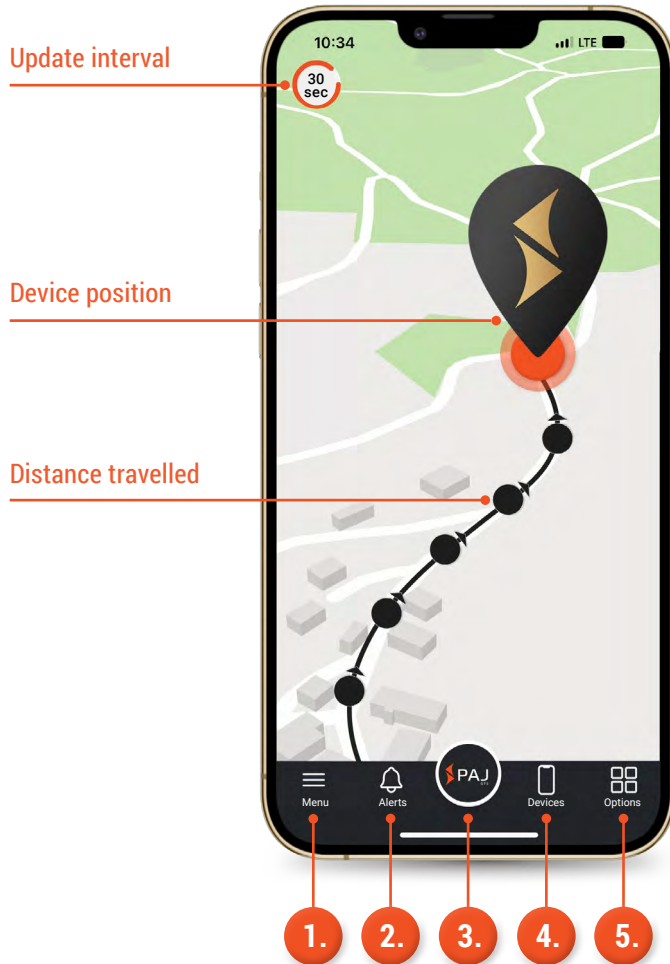 10:34
LTE
Update interval
30
sec
Device position
Distance travelled
PAJ
Menu
Alerts
Devices
Options
1.
2.
3.
4.
5.